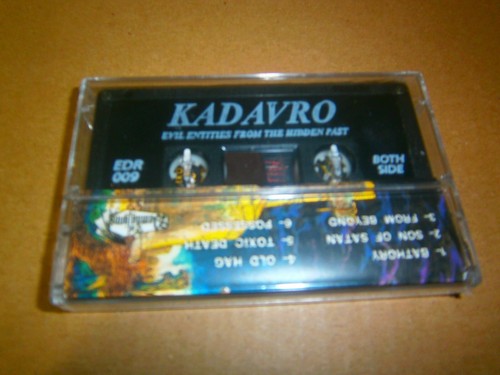 KADAVRO
EVIL ENTITIES FROM THE HIDDEN PAST
EDR
009
BOTH
SIDE
1- BATHORY
2- SON OF SATAN
3- FROM BEYOND
4- OLD HAG
5- TOXIC DEATH
6- POSSESSED